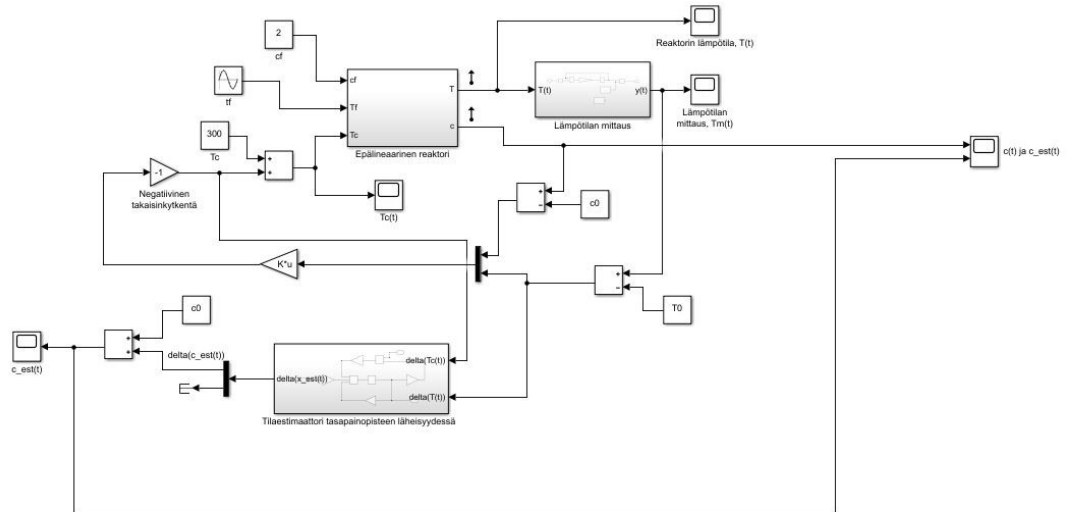 2
cf
tf
300
Tc
cf
Tf
Tc
T
c
Epälineaarinen reaktori
T(t)
y(t)
Lämpötilan mittaus
Reaktorin lämpötila, T(t)
Lämpötilan
mittaus, Tm(t)
c(t) ja c_est(t)
-1
Negatiivinen
takaisinkytkentä
+
+
Tc(t)
+
−
c0
K*u
+
−
T0
c0
+
+
c_est(t)
delta(c_est(t))
delta(x_est(t))
delta(Tc(t))
delta(T(t))
Tilaestimaattori tasapainopisteen läheisyydessä